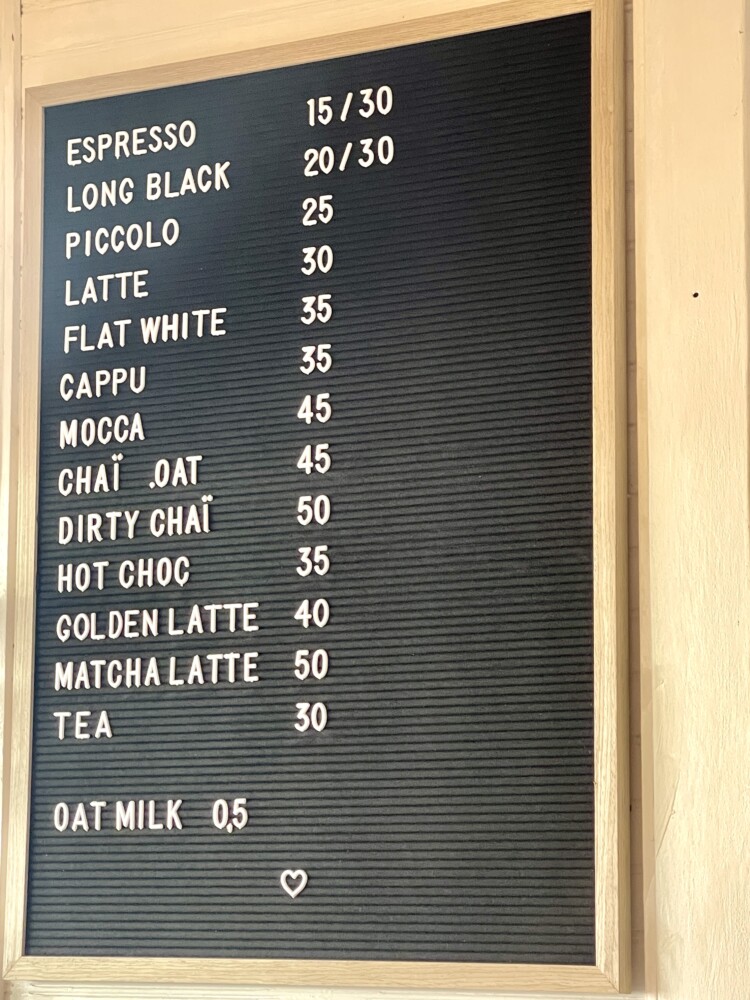 ESPRESSO 15/30
LONG BLACK 20/30
PICCOLO 25
LATTE 30
FLAT WHITE 35
CAPPU 35
MOCCA 45
CHAÏ .OAT 45
DIRTY CHAÏ 50
HOT CHOC 35
GOLDEN LATTE 40
MATCHA LATTE 50
TEA 30
OAT MILK 0,5